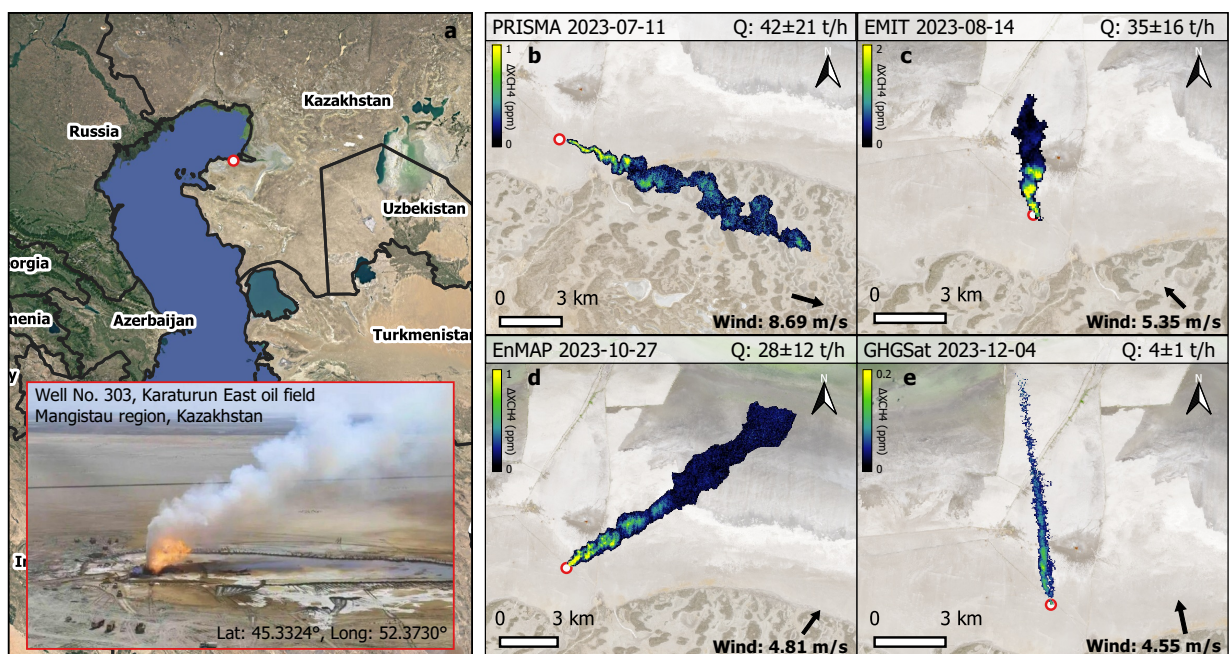 a
Kazakhstan
Russia
Uzbekistan
orgia
menia
Azerbaijan
Turkmenistan
y
Ir
Well No. 303, Karaturun East oil field
Mangistau region, Kazakhstan
Lat: 45.3324°, Long: 52.3730°
PRISMA 2023-07-11 Q: 42±21 t/h
b
1
ΔXCH4 (ppm)
0
N
0 3 km
Wind: 8.69 m/s
EMIT 2023-08-14 Q: 35±16 t/h
c
2
ΔXCH4 (ppm)
0
N
0 3 km
Wind: 5.35 m/s
EnMAP 2023-10-27 Q: 28±12 t/h
d
1
ΔXCH4 (ppm)
0
N
0 3 km
Wind: 4.81 m/s
GHGSat 2023-12-04 Q: 4±1 t/h
e
0.2
ΔXCH4 (ppm)
0
N
0 3 km
Wind: 4.55 m/s